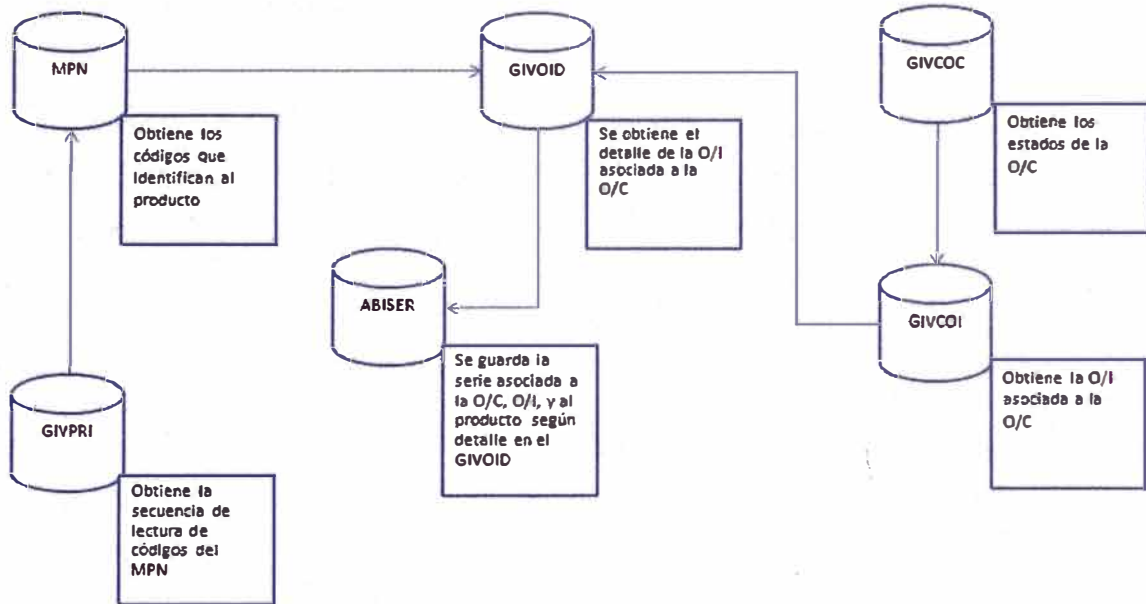 MPN
Obtiene los
códigos que
identifican al
producto
GIVOID
Se obtiene el
detalle de la O/I
asociada a la
O/C
GIVCOC
Obtiene los
estados de la
O/C
ABISER
Se guarda la
serie asociada a
la O/C, O/I, y al
producto según
detalle en el
GIVOID
GIVCOI
Obtiene la O/I
asociada a la
O/C
GIVPRI
Obtiene la
secuencia de
lectura de
códigos del
MPN